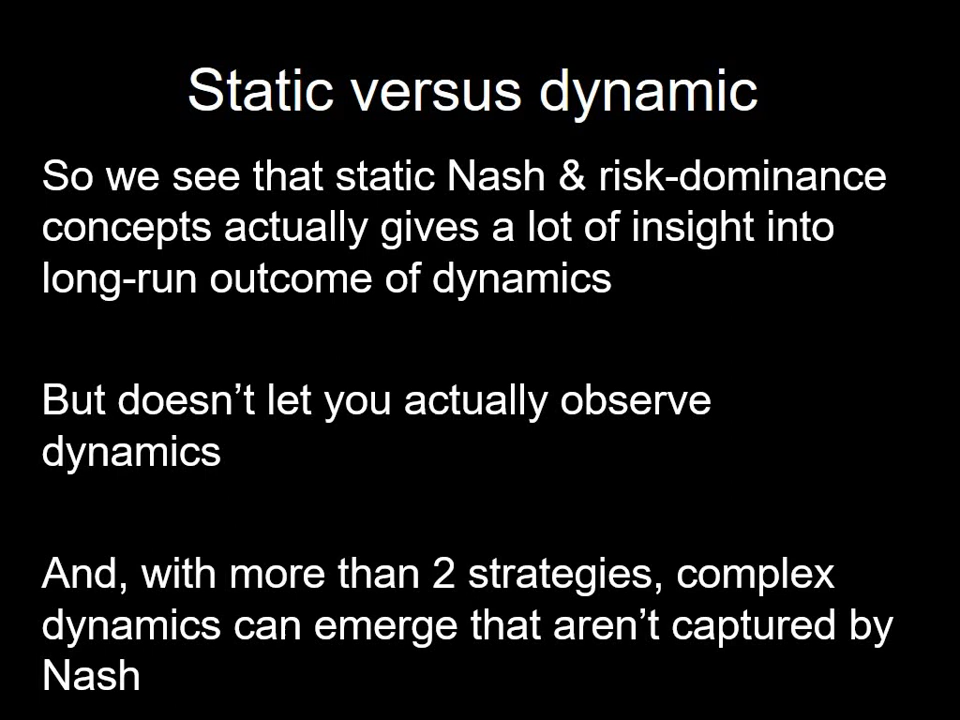 Static versus dynamic
So we see that static Nash & risk-dominance
concepts actually gives a lot of insight into
long-run outcome of dynamics
But doesn’t let you actually observe
dynamics
And, with more than 2 strategies, complex
dynamics can emerge that aren’t captured by
Nash